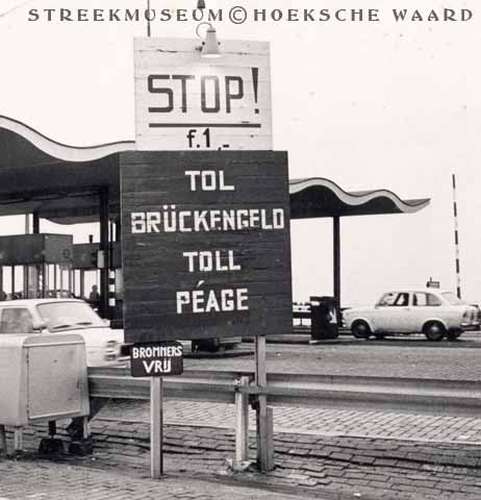 STREEKMUSEUM © HOEKSCHE WAARD
STOP!
f.1,-
TOL
BRÜCKENGELD
TOLL
PÉAGE
BROMMERS
VRIJ